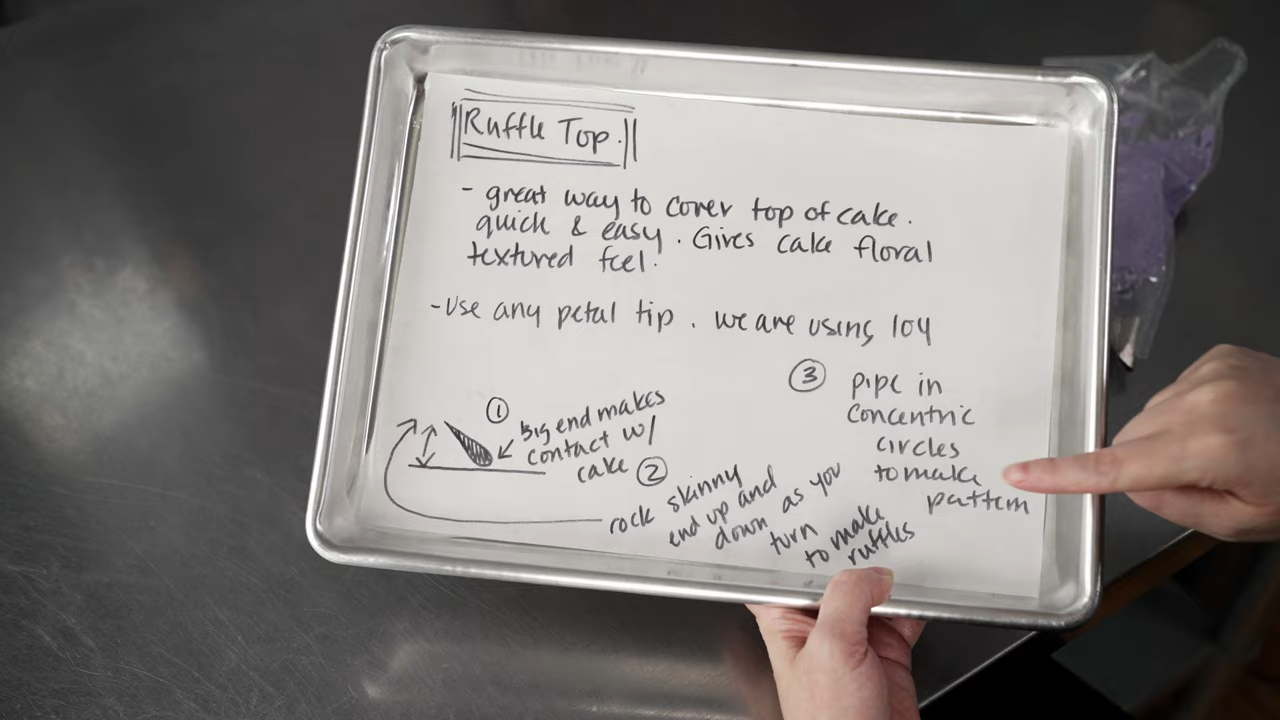 Ruffle Top.
- great way to cover top of cake.
quick & easy. Gives cake floral
textured feel.
- Use any petal tip. we are using 104
① Big end makes
contact w/
cake
② rock skinny
end up and
down as you
turn
to make
ruffles
③ pipe in
concentric
circles
to make
pattern